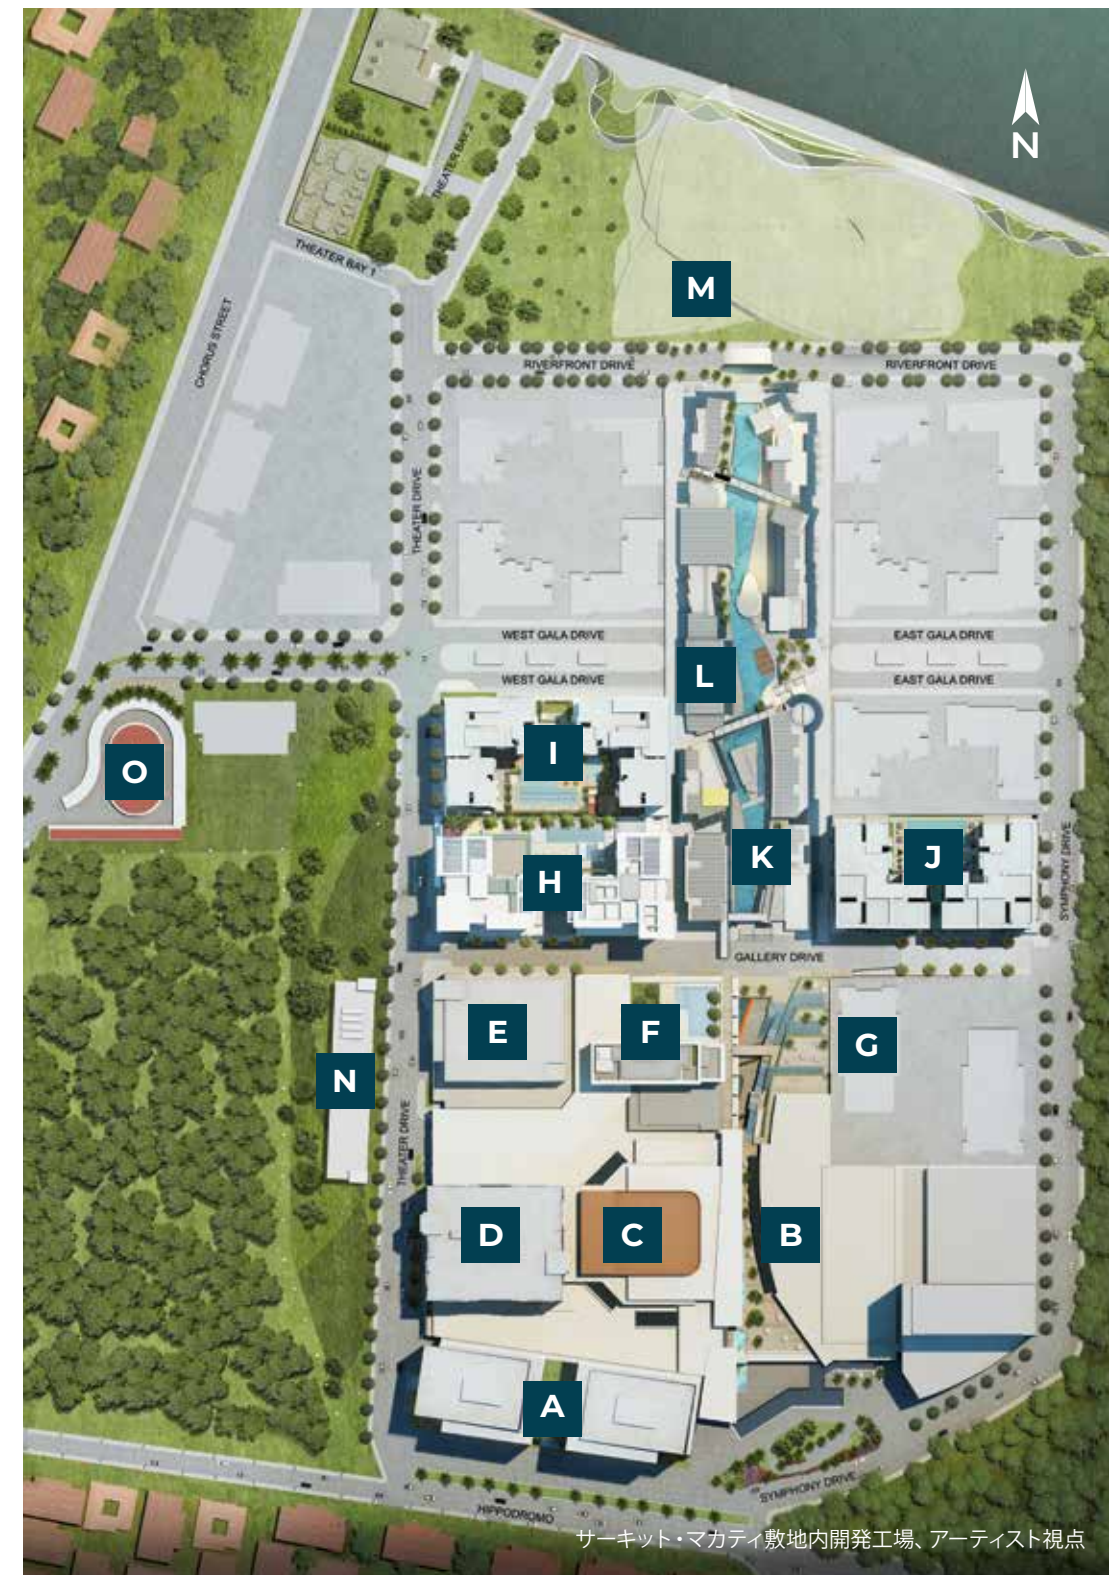 N
THEATER BAY 2
THEATER BAY 1
M
CHORUS STREET
RIVERFRONT DRIVE
RIVERFRONT DRIVE
THEATER DRIVE
WEST GALA DRIVE
EAST GALA DRIVE
L
WEST GALA DRIVE
EAST GALA DRIVE
I
O
K
J
H
SYMPHONY DRIVE
GALLERY DRIVE
E
F
G
N
THEATER DRIVE
D
C
B
A
SYMPHONY DRIVE
HIPPODROMO
サーキット・マカティ敷地内開発工場、アーティスト視点